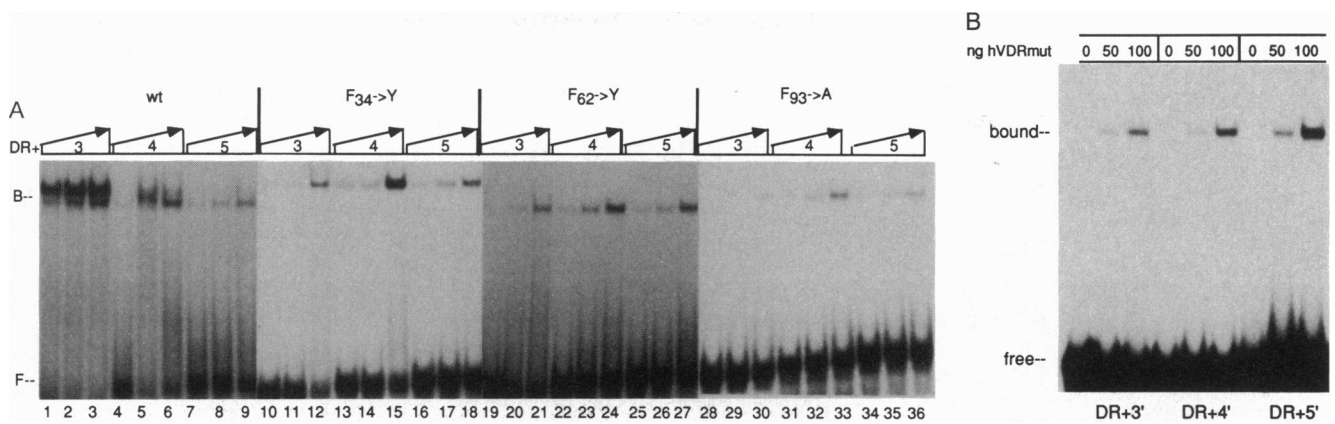 A
wt
F34->Y
F62->Y
F93->A
DR+ 3 4 5 3 4 5 3 4 5 3 4 5
B--
F--
1 2 3 4 5 6 7 8 9 10 11 12 13 14 15 16 17 18 19 20 21 22 23 24 25 26 27 28 29 30 31 32 33 34 35 36
B
ng hVDRmut 0 50 100 0 50 100 0 50 100
bound--
free--
DR+3' DR+4' DR+5'